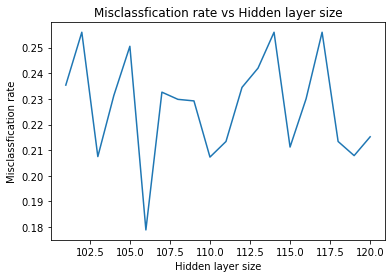 Misclassfication rate vs Hidden layer size
Misclassfication rate
0.25
0.24
0.23
0.22
0.21
0.20
0.19
0.18
102.5 105.0 107.5 110.0 112.5 115.0 117.5 120.0
Hidden layer size